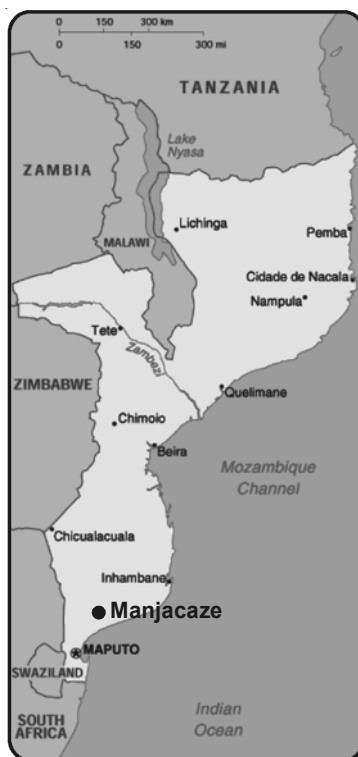 0 150 300 km
0 150 300 mi
TANZANIA
Lake
Nyasa
ZAMBIA
Lichinga
Pemba
MALAWI
Cidade de Nacala
Nampula
Tete
Zambezi
ZIMBABWE
Quelimane
Chimoio
Beira
Mozambique
Channel
Chicualacuala
Inhambane
Manjacaze
MAPUTO
SWAZILAND
SOUTH
AFRICA
Indian
Ocean